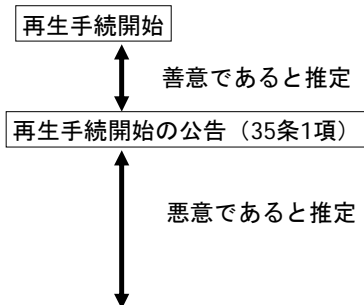 再生手続開始
善意であると推定
再生手続開始の公告（35条1項）
悪意であると推定